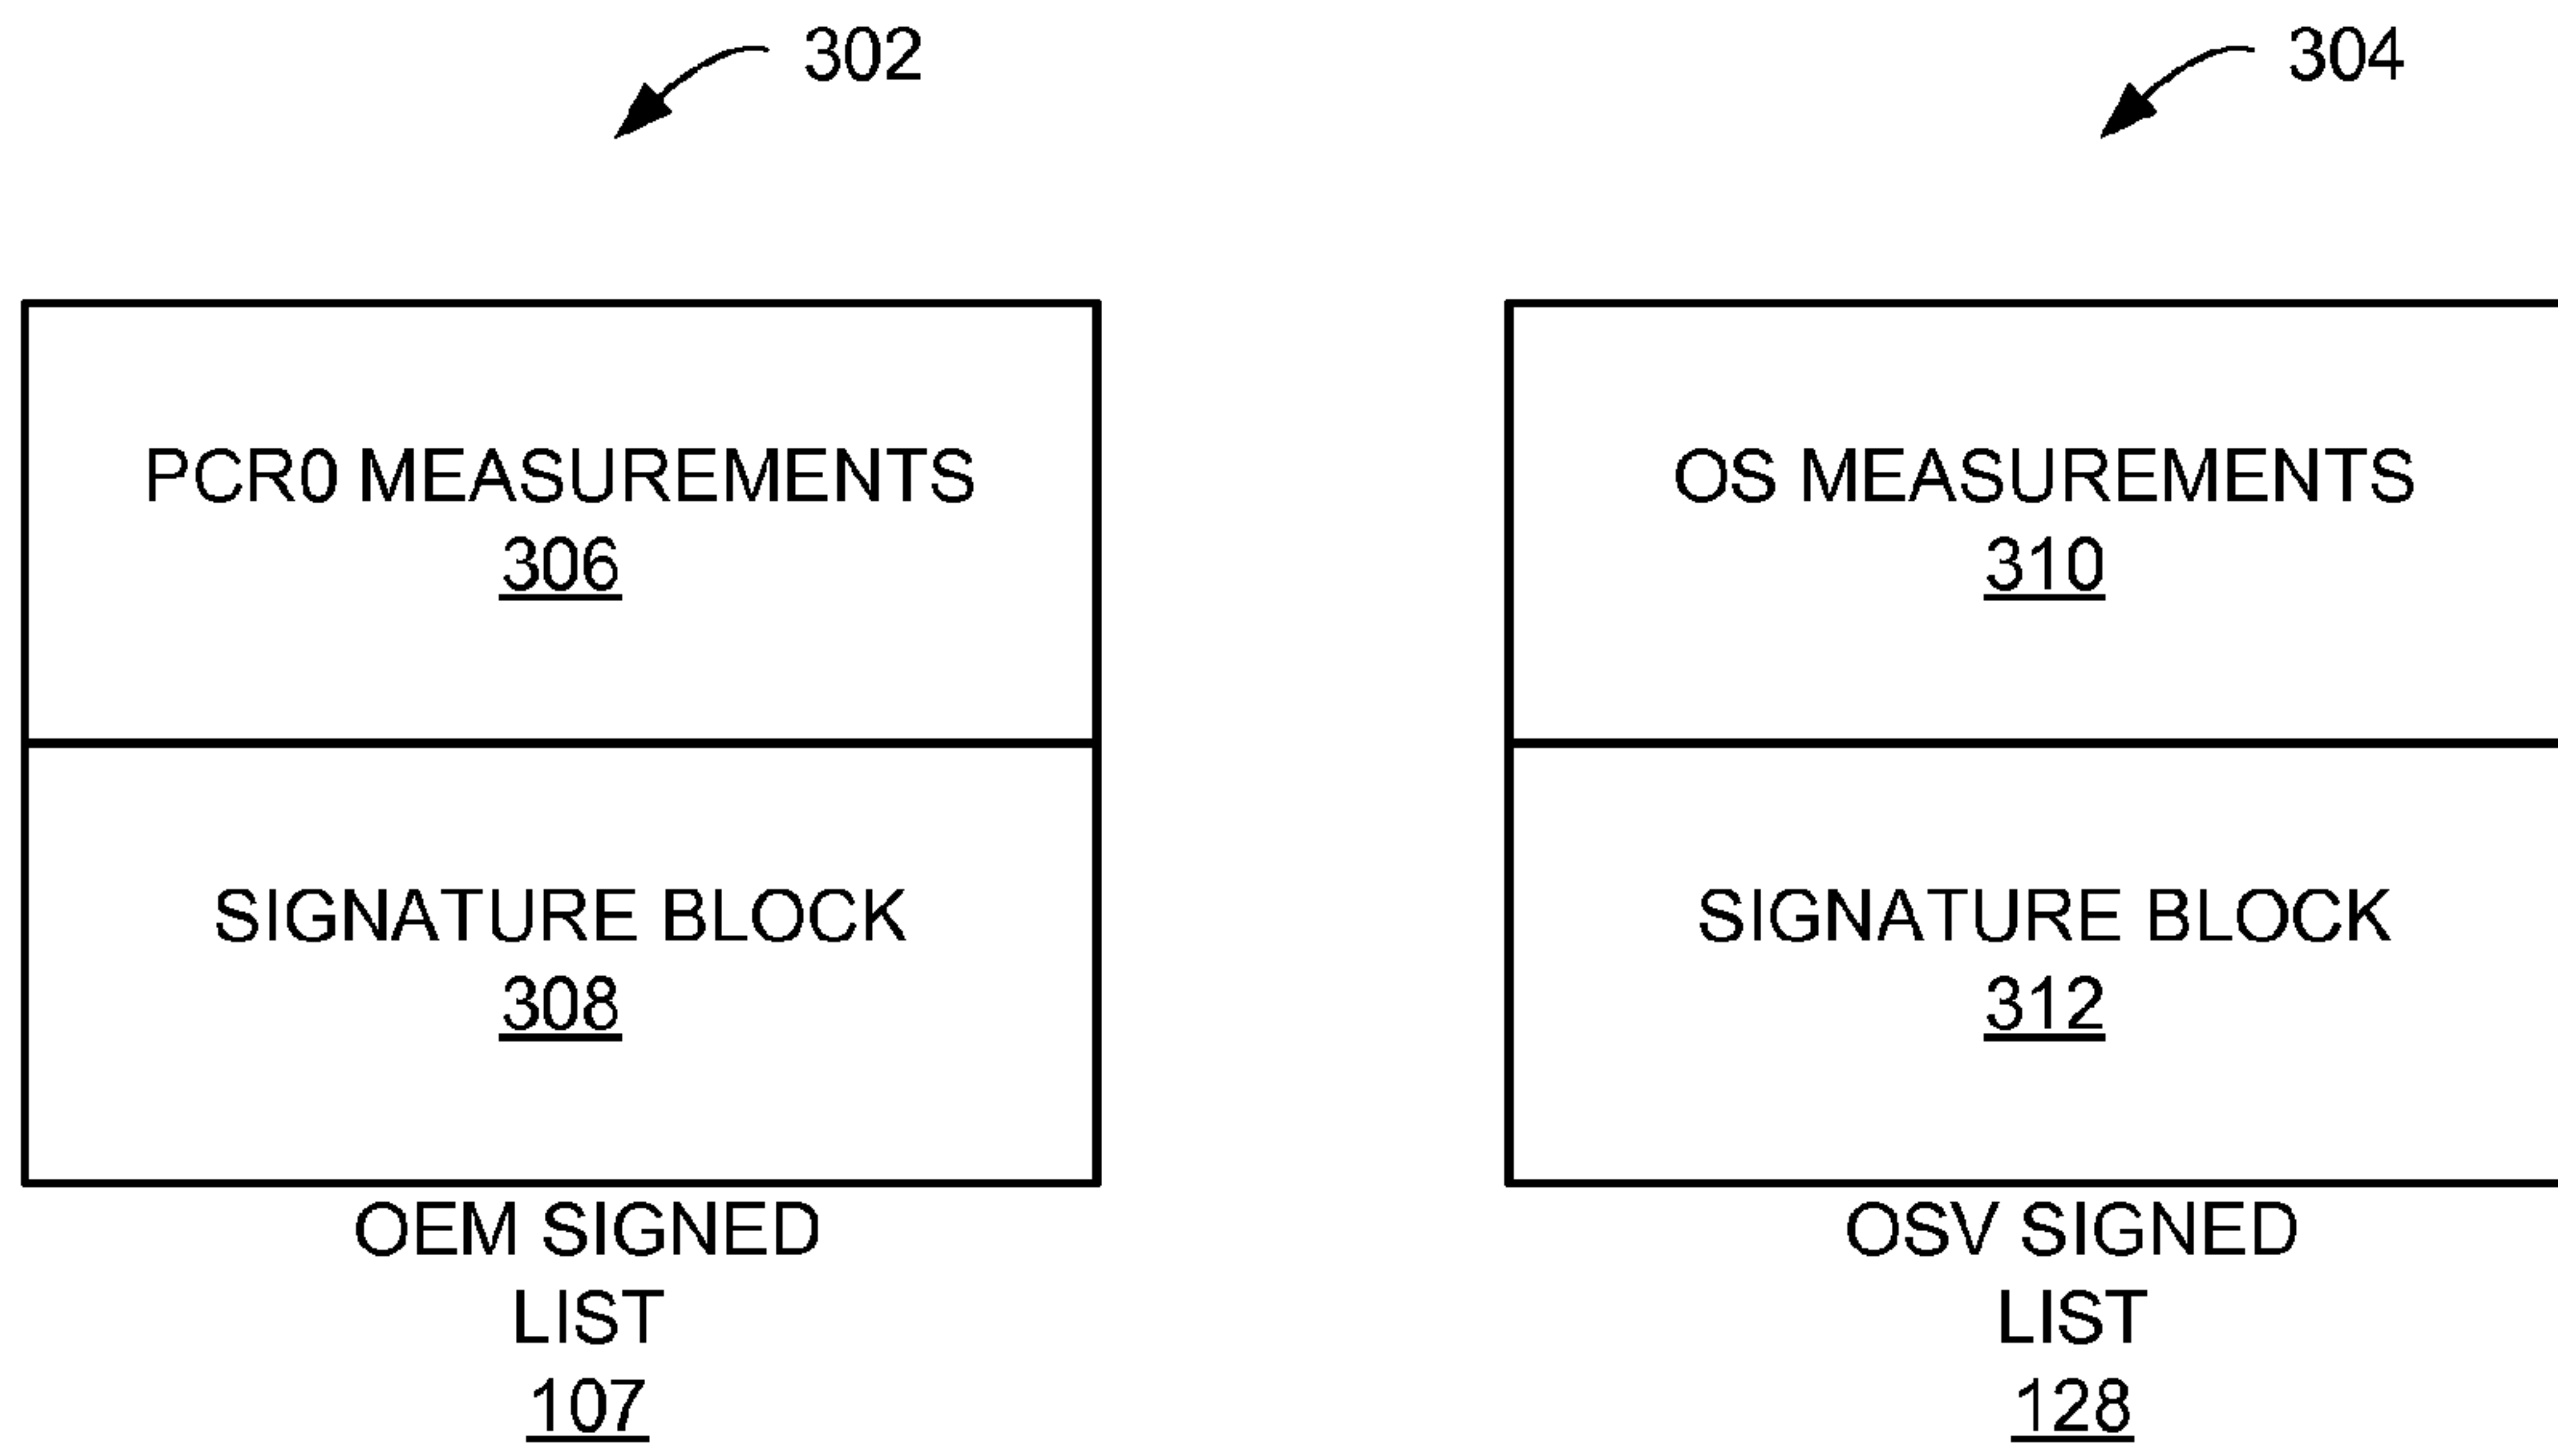 302
PCR0 MEASUREMENTS
306
SIGNATURE BLOCK
308
OEM SIGNED
LIST
107
304
OS MEASUREMENTS
310
SIGNATURE BLOCK
312
OSV SIGNED
LIST
128